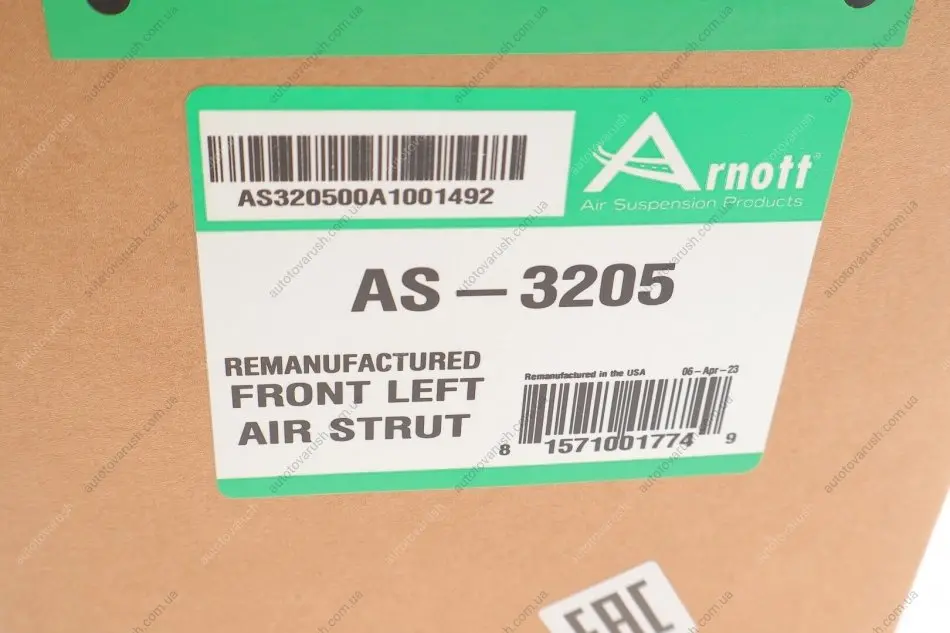 AS320500A1001492
Arnott
Air Suspension Products
AS – 3205
REMANUFACTURED
FRONT LEFT
AIR STRUT
Remanufactured in the USA 06-Apr-23
8 1571001774 9
EAC
autotovarush.com.ua